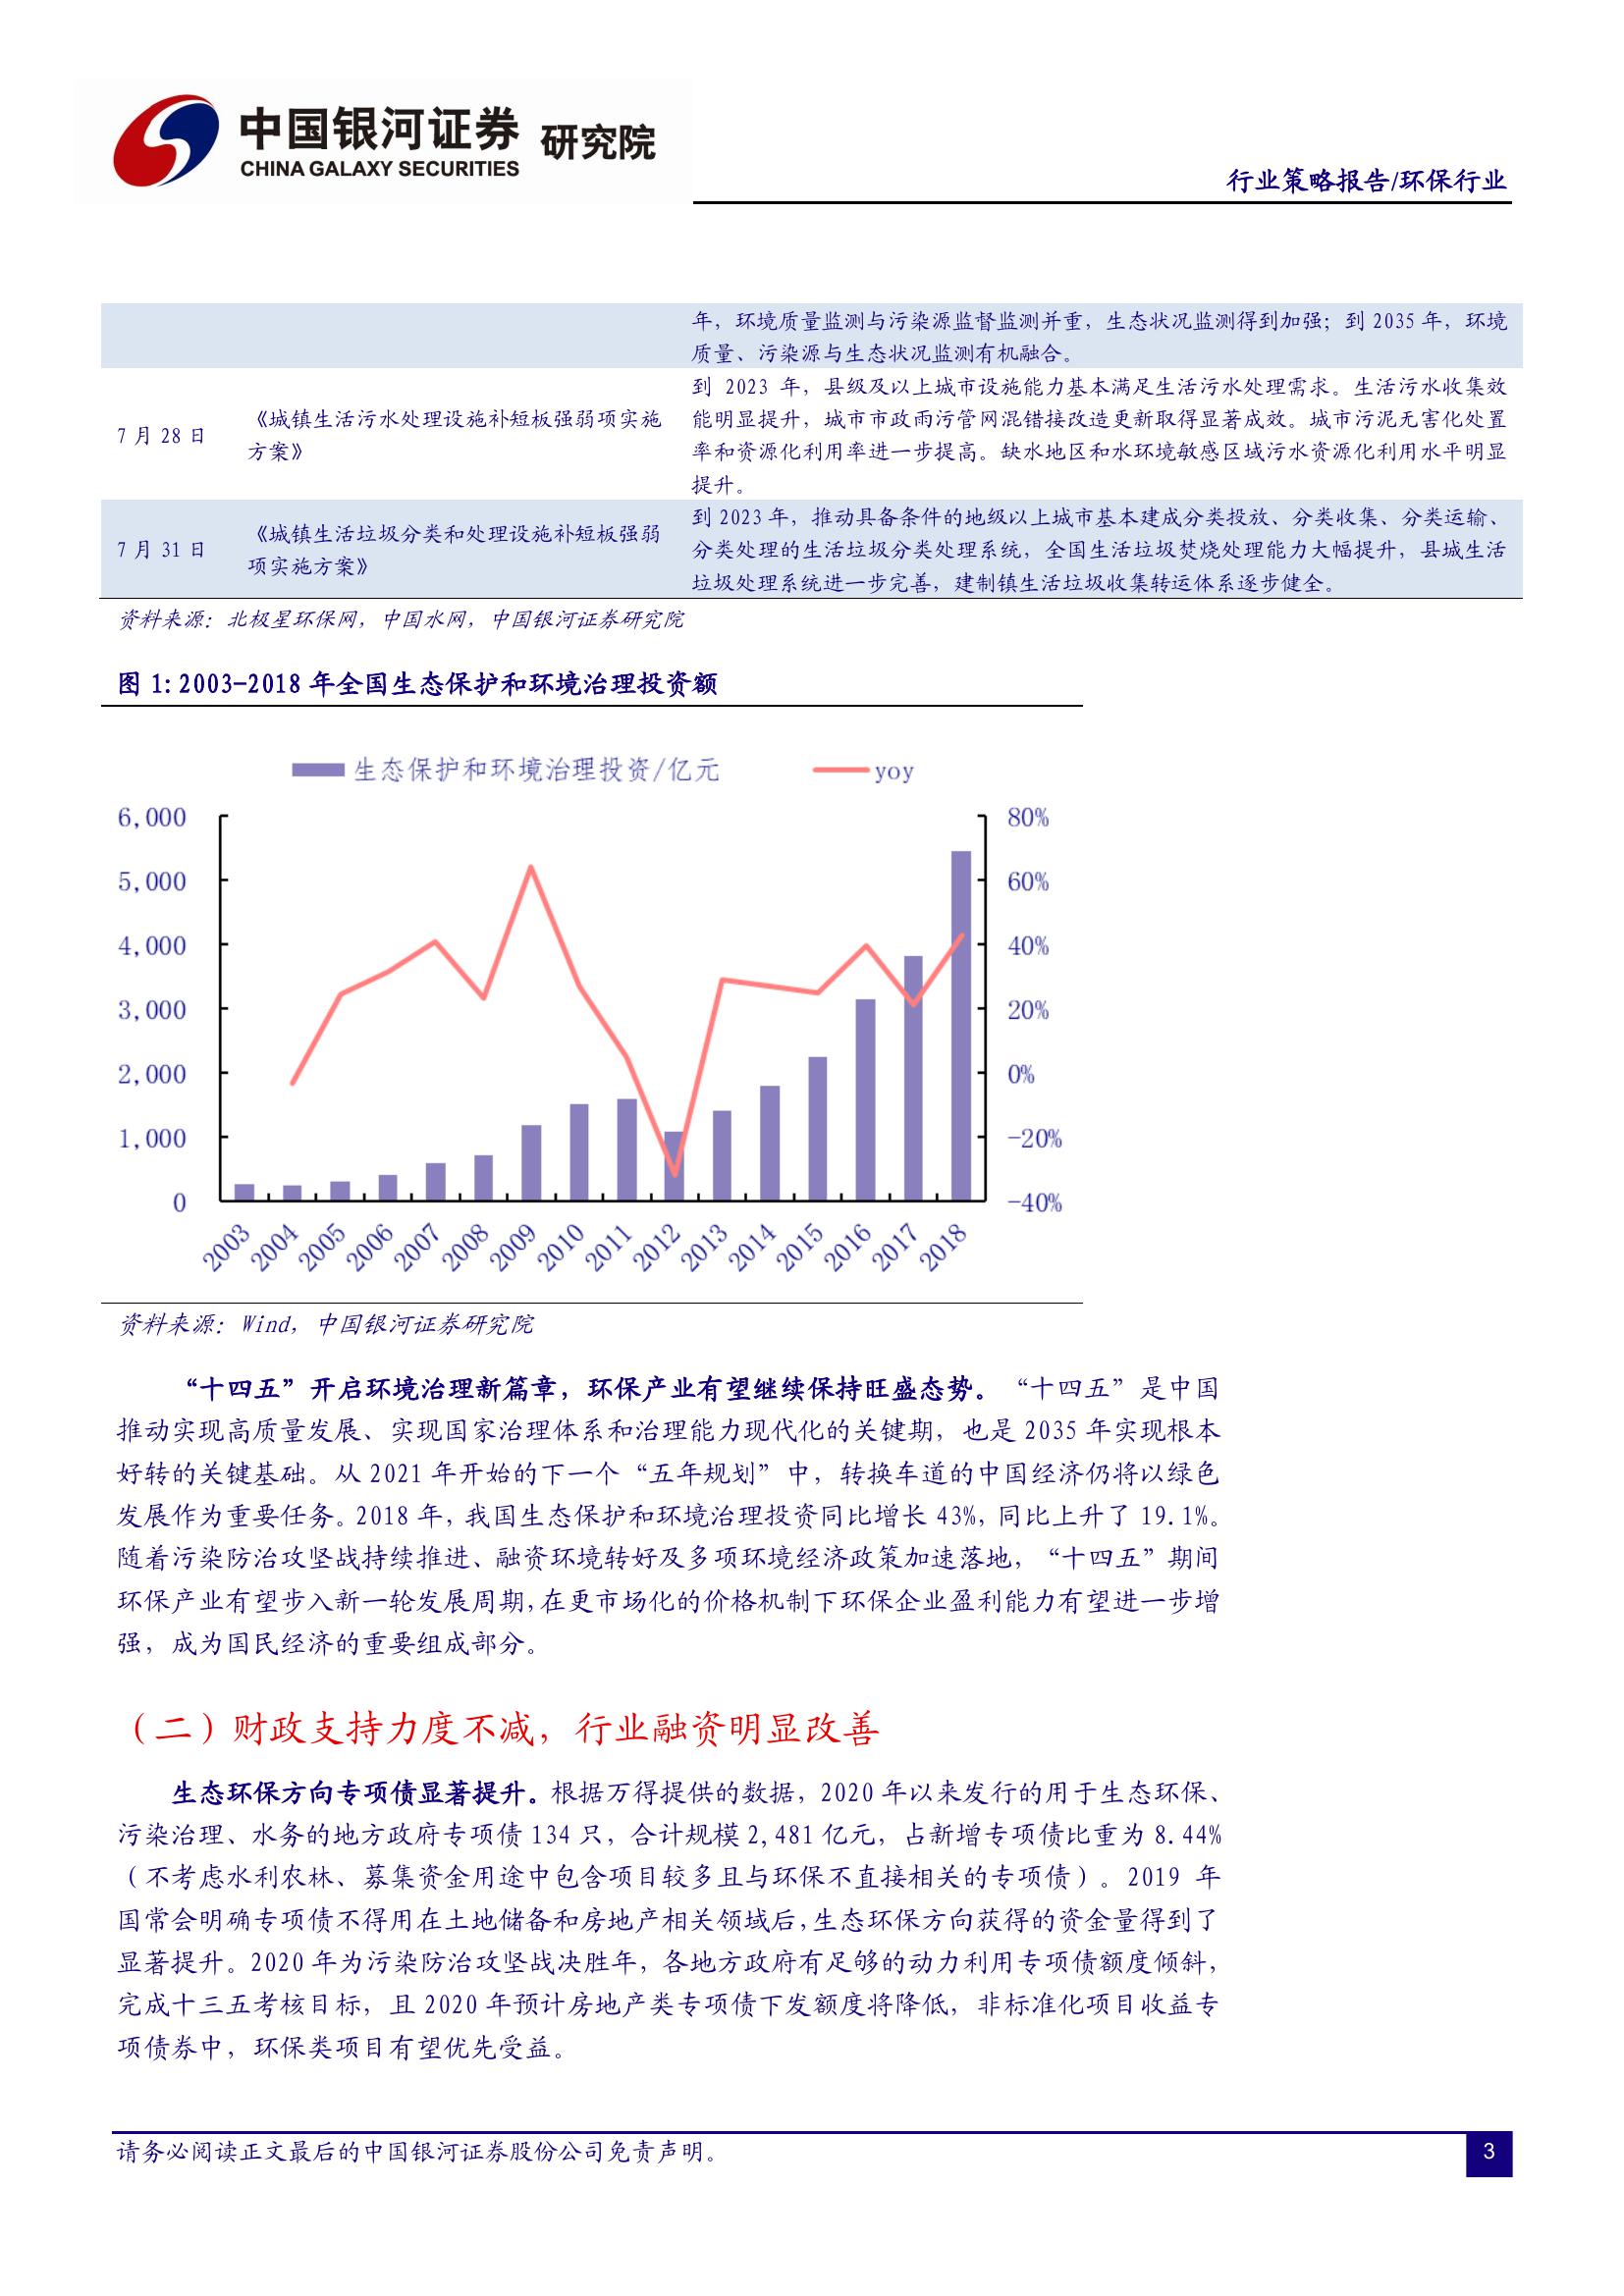 中国银河证券 研究院
CHINA GALAXY SECURITIES
行业策略报告/环保行业
年，环境质量监测与污染源监督监测并重，生态状况监测得到加强；到 2035 年，环境
质量、污染源与生态状况监测有机融合。
7 月 28 日
《城镇生活污水处理设施补短板强弱项实施
方案》
到 2023 年，县级及以上城市设施能力基本满足生活污水处理需求。生活污水收集效
能明显提升，城市市政雨污管网混错接改造更新取得显著成效。城市污泥无害化处置
率和资源化利用率进一步提高。缺水地区和水环境敏感区域污水资源化利用水平明显
提升。
7 月 31 日
《城镇生活垃圾分类和处理设施补短板强弱
项实施方案》
到 2023 年，推动具备条件的地级以上城市基本建成分类投放、分类收集、分类运输、
分类处理的生活垃圾分类处理系统，全国生活垃圾焚烧处理能力大幅提升，县城生活
垃圾处理系统进一步完善，建制镇生活垃圾收集转运体系逐步健全。
资料来源：北极星环保网，中国水网，中国银河证券研究院
图 1: 2003-2018 年全国生态保护和环境治理投资额
生态保护和环境治理投资/亿元 yoy
6,000 80%
5,000 60%
4,000 40%
3,000 20%
2,000 0%
1,000 -20%
0 -40%
2003 2004 2005 2006 2007 2008 2009 2010 2011 2012 2013 2014 2015 2016 2017 2018
资料来源：Wind，中国银河证券研究院
“十四五”开启环境治理新篇章，环保产业有望继续保持旺盛态势。“十四五”是中国
推动实现高质量发展、实现国家治理体系和治理能力现代化的关键期，也是 2035 年实现根本
好转的关键基础。从 2021 年开始的下一个“五年规划”中，转换车道的中国经济仍将以绿色
发展作为重要任务。2018 年，我国生态保护和环境治理投资同比增长 43%，同比上升了 19.1%。
随着污染防治攻坚战持续推进、融资环境转好及多项环境经济政策加速落地，“十四五”期间
环保产业有望步入新一轮发展周期，在更市场化的价格机制下环保企业盈利能力有望进一步增
强，成为国民经济的重要组成部分。
（二）财政支持力度不减，行业融资明显改善
生态环保方向专项债显著提升。根据万得提供的数据，2020 年以来发行的用于生态环保、
污染治理、水务的地方政府专项债 134 只，合计规模 2,481 亿元，占新增专项债比重为 8.44%
（不考虑水利农林、募集资金用途中包含项目较多且与环保不直接相关的专项债）。2019 年
国常会明确专项债不得用在土地储备和房地产相关领域后，生态环保方向获得的资金量得到了
显著提升。2020 年为污染防治攻坚战决胜年，各地方政府有足够的动力利用专项债额度倾斜，
完成十三五考核目标，且 2020 年预计房地产类专项债下发额度将降低，非标准化项目收益专
项债券中，环保类项目有望优先受益。
请务必阅读正文最后的中国银河证券股份公司免责声明。
3